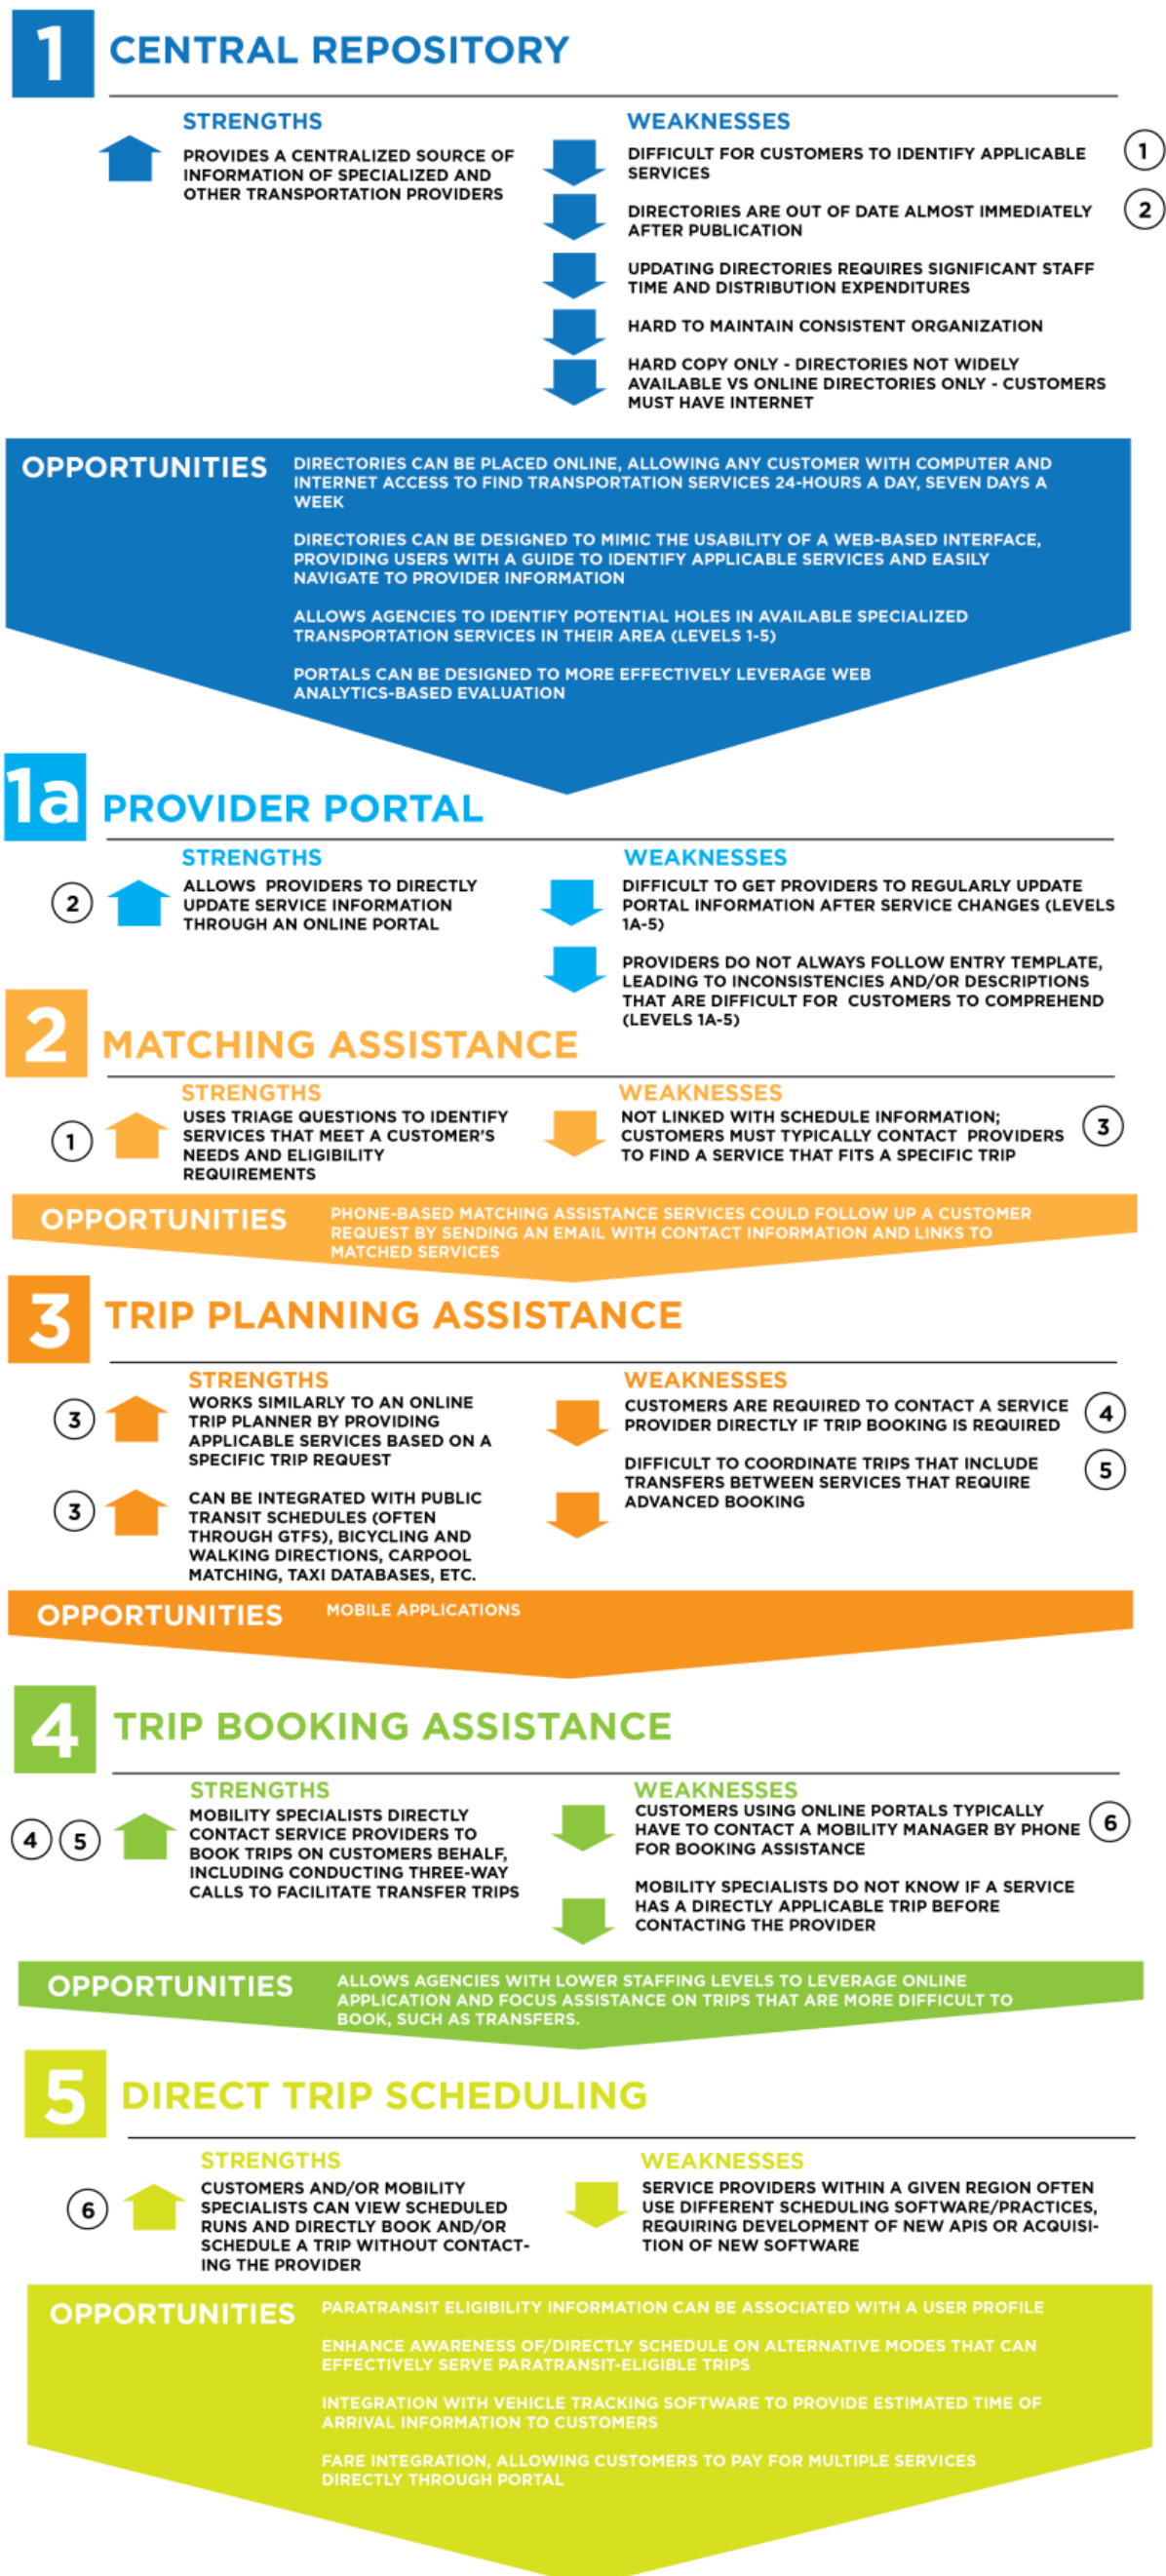 1
CENTRAL REPOSITORY
STRENGTHS
PROVIDES A CENTRALIZED SOURCE OF
INFORMATION OF SPECIALIZED AND
OTHER TRANSPORTATION PROVIDERS
WEAKNESSES
DIFFICULT FOR CUSTOMERS TO IDENTIFY APPLICABLE
SERVICES
1
DIRECTORIES ARE OUT OF DATE ALMOST IMMEDIATELY
AFTER PUBLICATION
2
UPDATING DIRECTORIES REQUIRES SIGNIFICANT STAFF
TIME AND DISTRIBUTION EXPENDITURES
HARD TO MAINTAIN CONSISTENT ORGANIZATION
HARD COPY ONLY - DIRECTORIES NOT WIDELY
AVAILABLE VS ONLINE DIRECTORIES ONLY - CUSTOMERS
MUST HAVE INTERNET
OPPORTUNITIES
DIRECTORIES CAN BE PLACED ONLINE, ALLOWING ANY CUSTOMER WITH COMPUTER AND
INTERNET ACCESS TO FIND TRANSPORTATION SERVICES 24-HOURS A DAY, SEVEN DAYS A
WEEK
DIRECTORIES CAN BE DESIGNED TO MIMIC THE USABILITY OF A WEB-BASED INTERFACE,
PROVIDING USERS WITH A GUIDE TO IDENTIFY APPLICABLE SERVICES AND EASILY
NAVIGATE TO PROVIDER INFORMATION
ALLOWS AGENCIES TO IDENTIFY POTENTIAL HOLES IN AVAILABLE SPECIALIZED
TRANSPORTATION SERVICES IN THEIR AREA (LEVELS 1-5)
PORTALS CAN BE DESIGNED TO MORE EFFECTIVELY LEVERAGE WEB
ANALYTICS-BASED EVALUATION
1a
PROVIDER PORTAL
STRENGTHS
2
ALLOWS PROVIDERS TO DIRECTLY
UPDATE SERVICE INFORMATION
THROUGH AN ONLINE PORTAL
WEAKNESSES
DIFFICULT TO GET PROVIDERS TO REGULARLY UPDATE
PORTAL INFORMATION AFTER SERVICE CHANGES (LEVELS
1A-5)
PROVIDERS DO NOT ALWAYS FOLLOW ENTRY TEMPLATE,
LEADING TO INCONSISTENCIES AND/OR DESCRIPTIONS
THAT ARE DIFFICULT FOR CUSTOMERS TO COMPREHEND
(LEVELS 1A-5)
2
MATCHING ASSISTANCE
STRENGTHS
1
USES TRIAGE QUESTIONS TO IDENTIFY
SERVICES THAT MEET A CUSTOMER'S
NEEDS AND ELIGIBILITY
REQUIREMENTS
WEAKNESSES
NOT LINKED WITH SCHEDULE INFORMATION;
CUSTOMERS MUST TYPICALLY CONTACT PROVIDERS
TO FIND A SERVICE THAT FITS A SPECIFIC TRIP
3
OPPORTUNITIES
PHONE-BASED MATCHING ASSISTANCE SERVICES COULD FOLLOW UP A CUSTOMER
REQUEST BY SENDING AN EMAIL WITH CONTACT INFORMATION AND LINKS TO
MATCHED SERVICES
3
TRIP PLANNING ASSISTANCE
STRENGTHS
3
WORKS SIMILARLY TO AN ONLINE
TRIP PLANNER BY PROVIDING
APPLICABLE SERVICES BASED ON A
SPECIFIC TRIP REQUEST
3
CAN BE INTEGRATED WITH PUBLIC
TRANSIT SCHEDULES (OFTEN
THROUGH GTFS), BICYCLING AND
WALKING DIRECTIONS, CARPOOL
MATCHING, TAXI DATABASES, ETC.
WEAKNESSES
CUSTOMERS ARE REQUIRED TO CONTACT A SERVICE
PROVIDER DIRECTLY IF TRIP BOOKING IS REQUIRED
4
DIFFICULT TO COORDINATE TRIPS THAT INCLUDE
TRANSFERS BETWEEN SERVICES THAT REQUIRE
ADVANCED BOOKING
5
OPPORTUNITIES
MOBILE APPLICATIONS
4
TRIP BOOKING ASSISTANCE
STRENGTHS
4 5
MOBILITY SPECIALISTS DIRECTLY
CONTACT SERVICE PROVIDERS TO
BOOK TRIPS ON CUSTOMERS BEHALF,
INCLUDING CONDUCTING THREE-WAY
CALLS TO FACILITATE TRANSFER TRIPS
WEAKNESSES
CUSTOMERS USING ONLINE PORTALS TYPICALLY
HAVE TO CONTACT A MOBILITY MANAGER BY PHONE
FOR BOOKING ASSISTANCE
6
MOBILITY SPECIALISTS DO NOT KNOW IF A SERVICE
HAS A DIRECTLY APPLICABLE TRIP BEFORE
CONTACTING THE PROVIDER
OPPORTUNITIES
ALLOWS AGENCIES WITH LOWER STAFFING LEVELS TO LEVERAGE ONLINE
APPLICATION AND FOCUS ASSISTANCE ON TRIPS THAT ARE MORE DIFFICULT TO
BOOK, SUCH AS TRANSFERS.
5
DIRECT TRIP SCHEDULING
STRENGTHS
6
CUSTOMERS AND/OR MOBILITY
SPECIALISTS CAN VIEW SCHEDULED
RUNS AND DIRECTLY BOOK AND/OR
SCHEDULE A TRIP WITHOUT CONTACT-
ING THE PROVIDER
WEAKNESSES
SERVICE PROVIDERS WITHIN A GIVEN REGION OFTEN
USE DIFFERENT SCHEDULING SOFTWARE/PRACTICES,
REQUIRING DEVELOPMENT OF NEW APIS OR ACQUISI-
TION OF NEW SOFTWARE
OPPORTUNITIES
PARATRANSIT ELIGIBILITY INFORMATION CAN BE ASSOCIATED WITH A USER PROFILE
ENHANCE AWARENESS OF/DIRECTLY SCHEDULE ON ALTERNATIVE MODES THAT CAN
EFFECTIVELY SERVE PARATRANSIT-ELIGIBLE TRIPS
INTEGRATION WITH VEHICLE TRACKING SOFTWARE TO PROVIDE ESTIMATED TIME OF
ARRIVAL INFORMATION TO CUSTOMERS
FARE INTEGRATION, ALLOWING CUSTOMERS TO PAY FOR MULTIPLE SERVICES
DIRECTLY THROUGH PORTAL